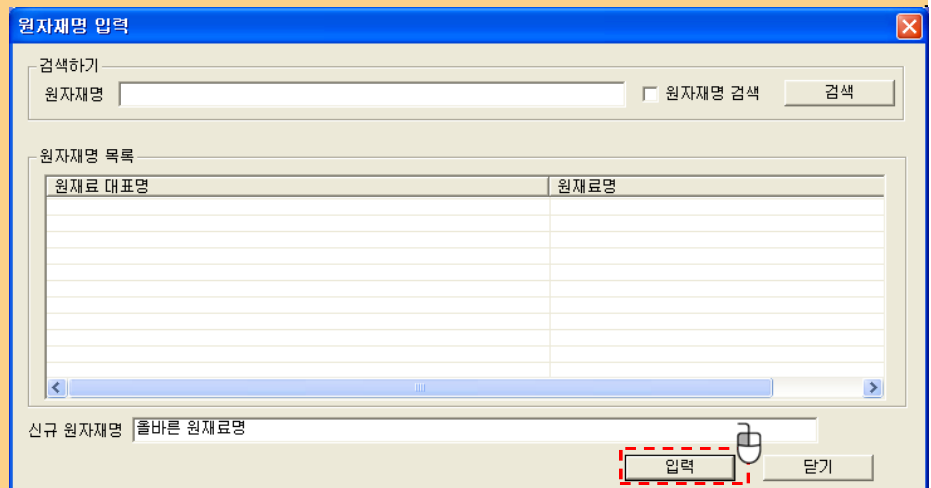 원자재명 입력
검색하기
원자재명 원자재명 검색 검색
원자재명 목록
원재료 대표명 원재료명
신규 원자재명 올바른 원재료명
입력 닫기